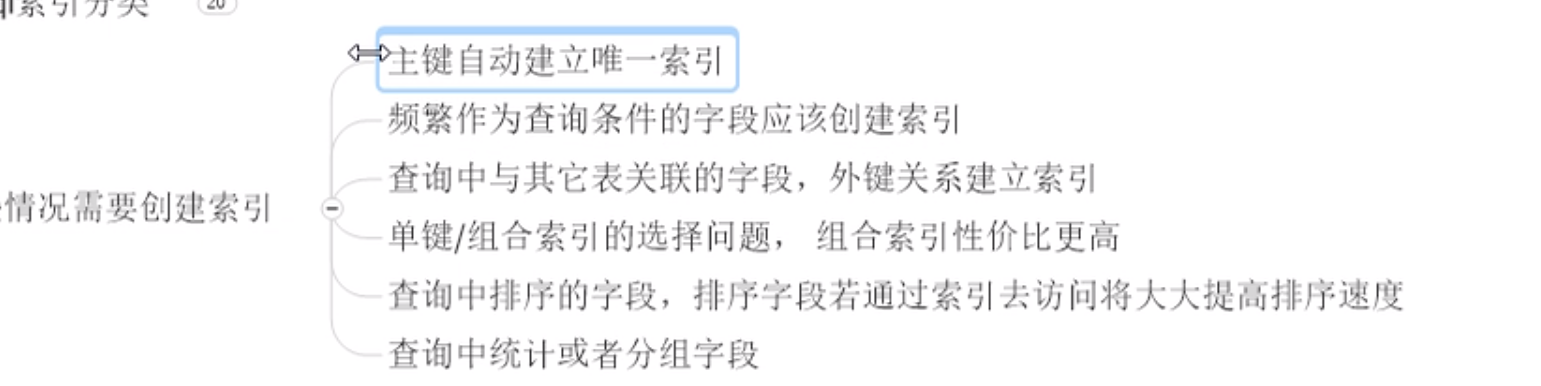 索引分类
20
主键自动建立唯一索引
频繁作为查询条件的字段应该创建索引
查询中与其它表关联的字段，外键关系建立索引
情况需要创建索引
单键/组合索引的选择问题， 组合索引性价比更高
查询中排序的字段，排序字段若通过索引去访问将大大提高排序速度
查询中统计或者分组字段